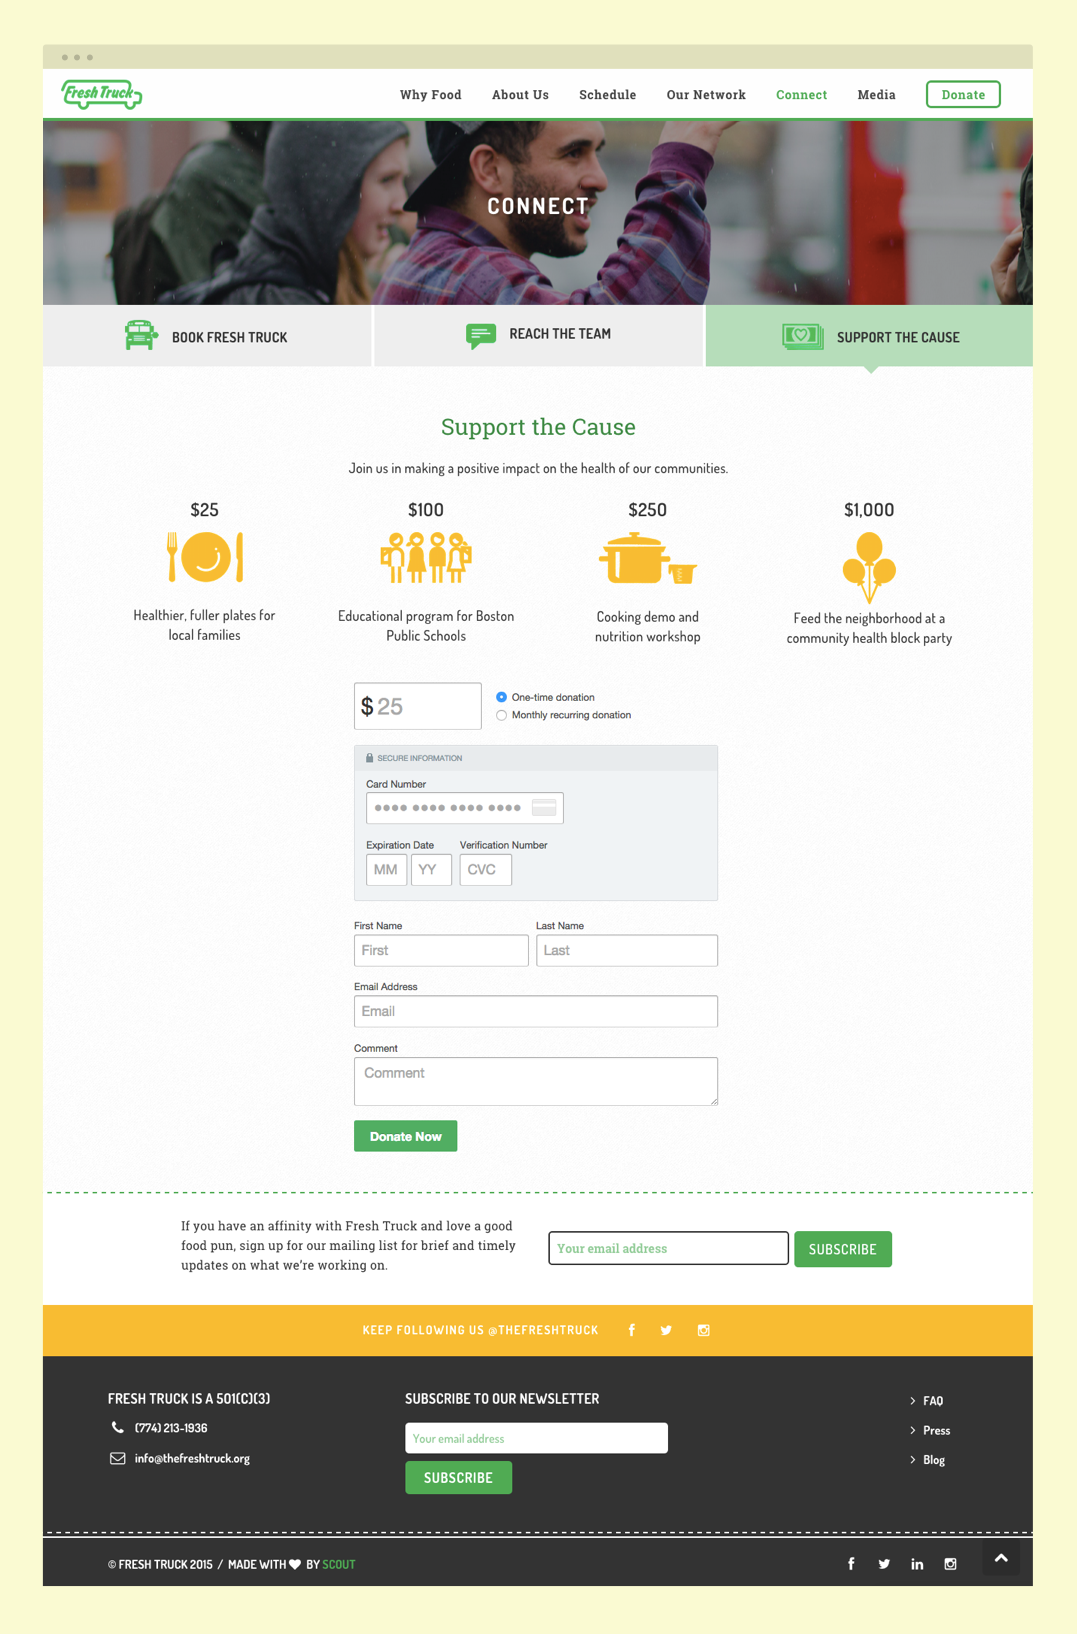 Fresh Truck
Why Food
About Us
Schedule
Our Network
Connect
Media
Donate
CONNECT
BOOK FRESH TRUCK
REACH THE TEAM
SUPPORT THE CAUSE
Support the Cause
Join us in making a positive impact on the health of our communities.
$25
Healthier, fuller plates for
local families
$100
Educational program for Boston
Public Schools
$250
Cooking demo and
nutrition workshop
$1,000
Feed the neighborhood at a
community health block party
$ 25
One-time donation
Monthly recurring donation
SECURE INFORMATION
Card Number
Expiration Date
Verification Number
MM
YY
CVC
First Name
Last Name
First
Last
Email Address
Email
Comment
Comment
Donate Now
If you have an affinity with Fresh Truck and love a good
food pun, sign up for our mailing list for brief and timely
updates on what we're working on.
Your email address
SUBSCRIBE
KEEP FOLLOWING US @THEFRESHTRUCK
FRESH TRUCK IS A 501(C)(3)
(774) 213-1936
info@thefreshtruck.org
SUBSCRIBE TO OUR NEWSLETTER
Your email address
SUBSCRIBE
FAQ
Press
Blog
© FRESH TRUCK 2015 / MADE WITH ♥ BY SCOUT